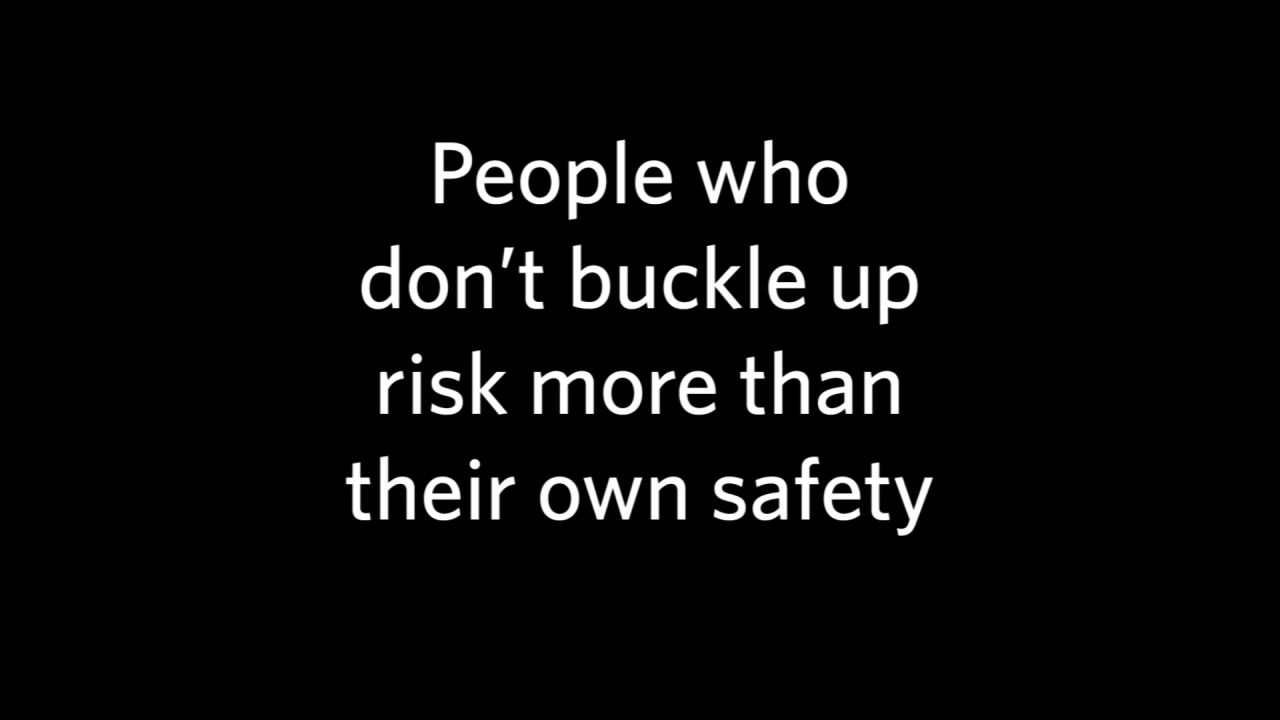 People who
don’t buckle up
risk more than
their own safety